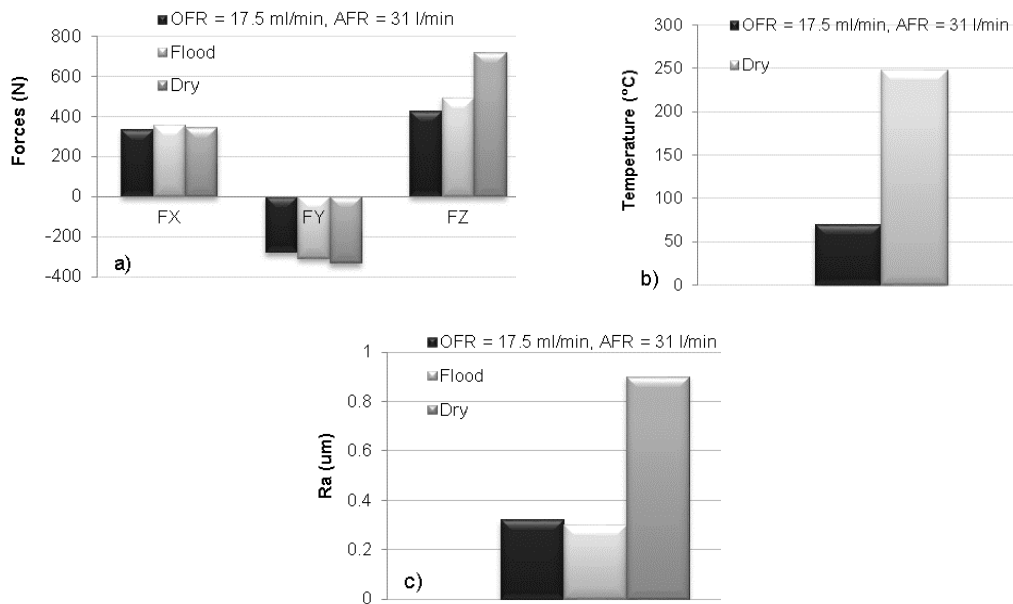 OFR = 17.5 ml/min, AFR = 31 l/min
Flood
Dry
Forces (N)
800
600
400
200
0
-200
-400
FX
FY
FZ
a)
OFR = 17.5 ml/min, AFR = 31 l/min
Dry
Temperature (°C)
300
250
200
150
100
50
0
b)
OFR = 17.5 ml/min, AFR = 31 l/min
Flood
Dry
Ra (um)
1
0.8
0.6
0.4
0.2
0
c)